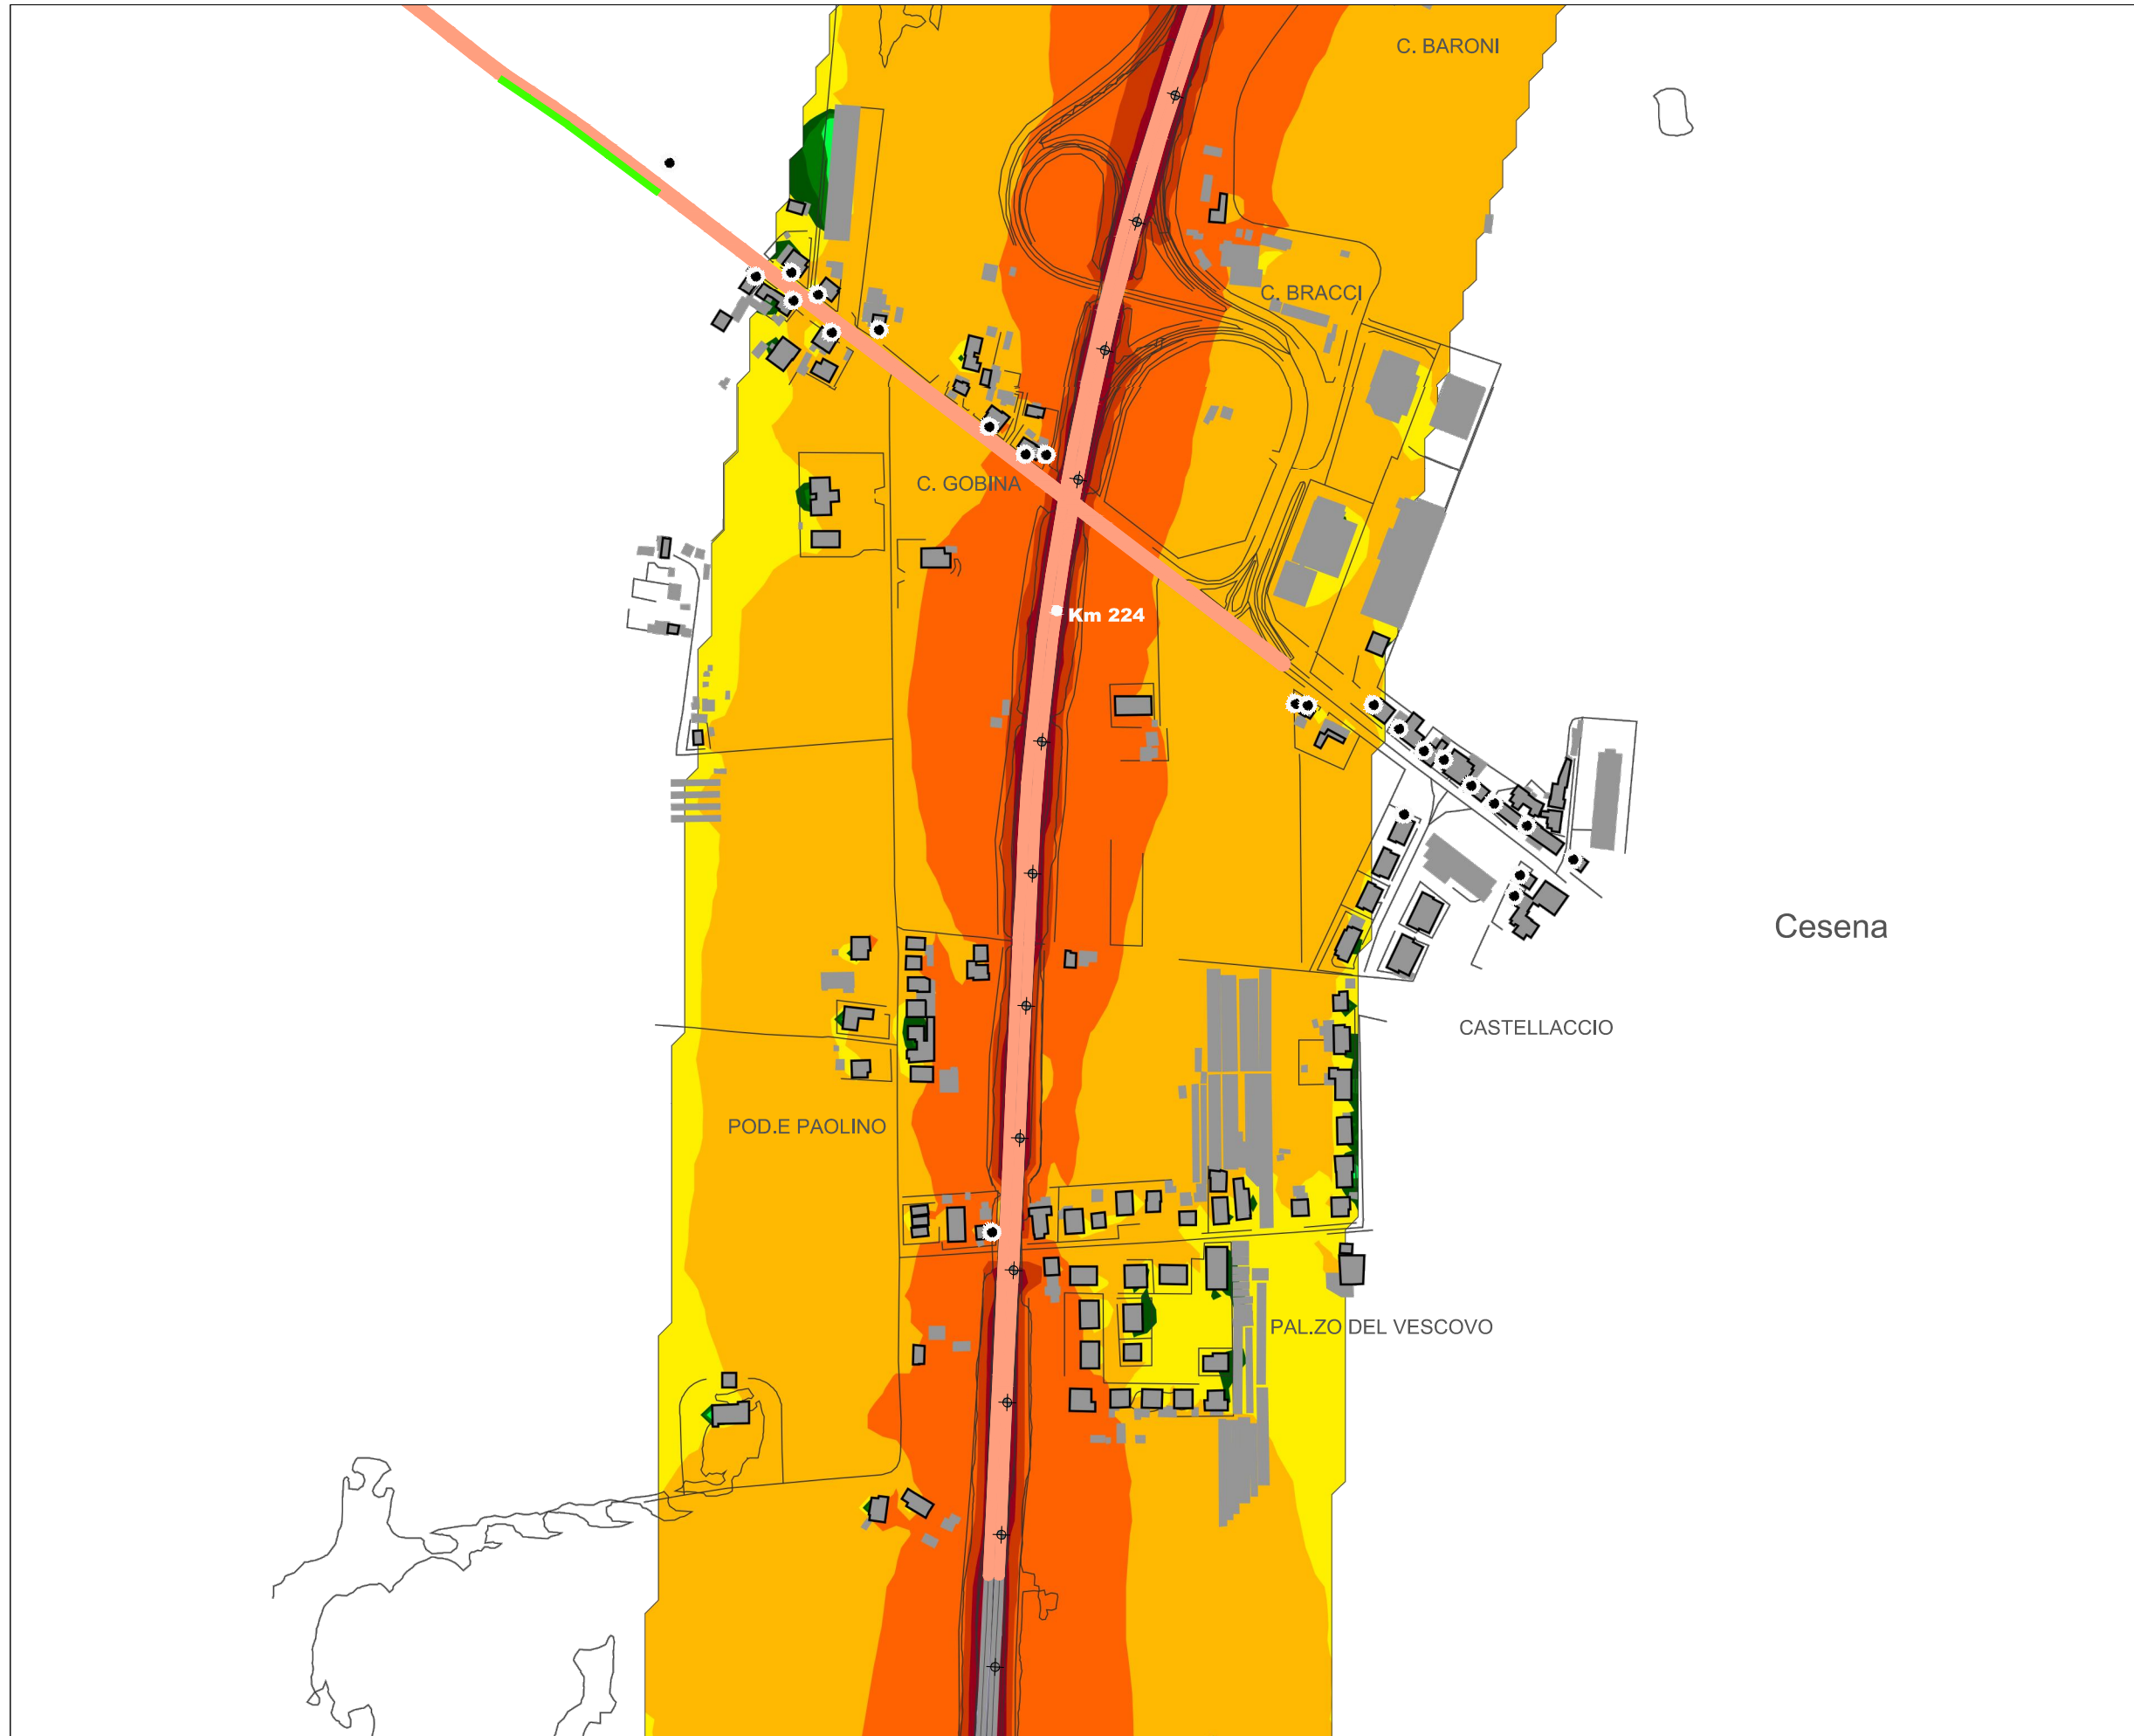 C. BARONI
C. BRACCI
C. GOBINA
Km 224
Cesena
CASTELLACCIO
POD.E PAOLINO
PAL.ZO DEL VESCOVO